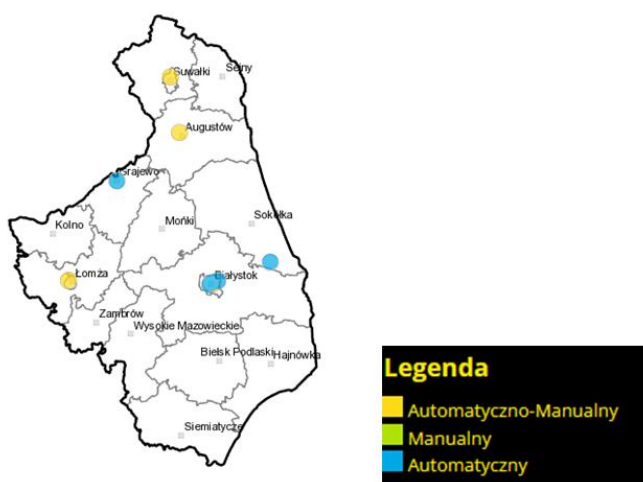 Suwałki
Sejny
Augustów
Grajewo
Kolno
Mońki
Sokółka
Łomża
Białystok
Zambrów
Wysokie Mazowieckie
Bielsk Podlaski
Hajnówka
Siemiatycze
Legenda
Automatyczno-Manualny
Manualny
Automatyczny